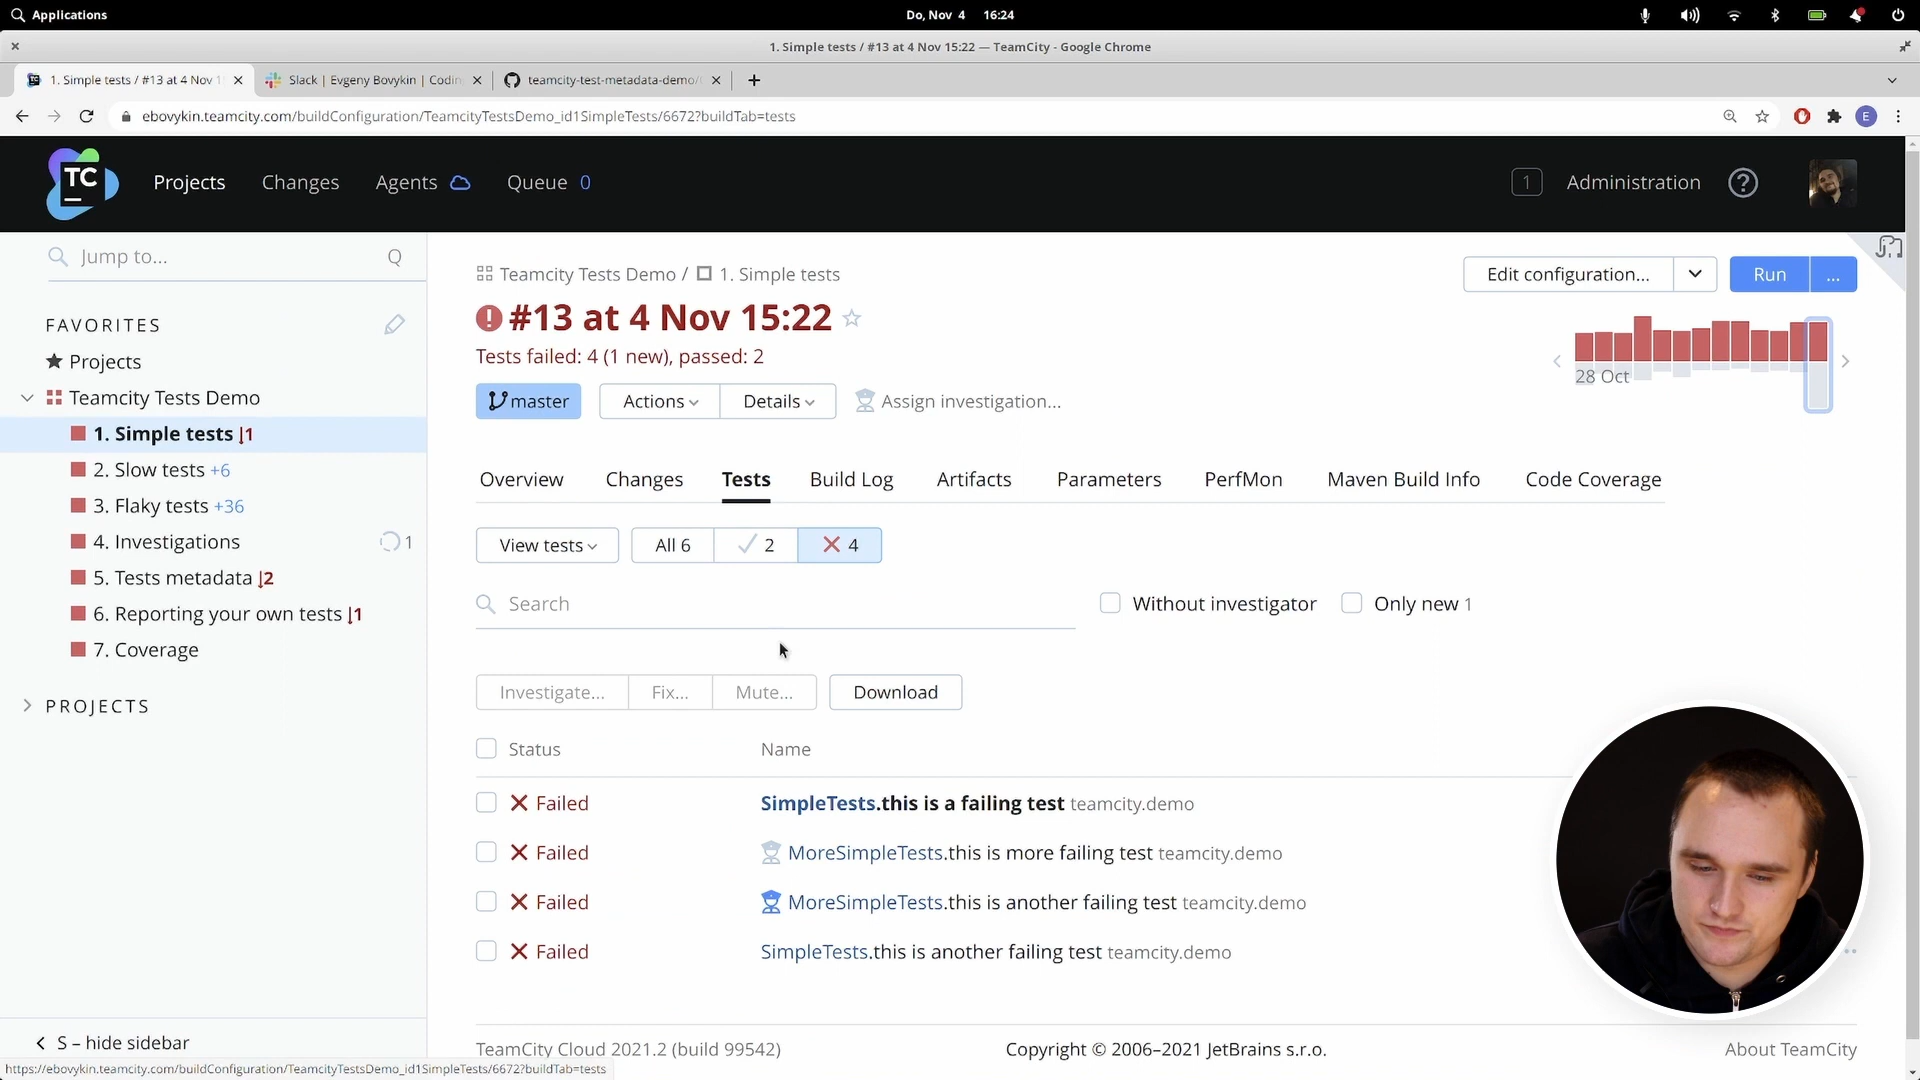 Applications
Do, Nov 4 16:24
1. Simple tests / #13 at 4 Nov 15:22 — TeamCity - Google Chrome
1. Simple tests / #13 at 4 Nov 1
Slack | Evgeny Bovykin | Codin
teamcity-test-metadata-demo/
ebovykin.teamcity.com/buildConfiguration/TeamcityTestsDemo_id1SimpleTests/6672?buildTab=tests
E
TC
Projects
Changes
Agents
Queue 0
1
Administration
?
Jump to...
Q
FAVORITES
Projects
Teamcity Tests Demo
1. Simple tests 1
2. Slow tests +6
3. Flaky tests +36
4. Investigations
1
5. Tests metadata 2
6. Reporting your own tests 1
7. Coverage
PROJECTS
S – hide sidebar
Teamcity Tests Demo / 1. Simple tests
Edit configuration...
Run
...
#13 at 4 Nov 15:22
Tests failed: 4 (1 new), passed: 2
28 Oct
master
Actions
Details
Assign investigation...
Overview
Changes
Tests
Build Log
Artifacts
Parameters
PerfMon
Maven Build Info
Code Coverage
View tests
All 6
2
4
Search
Without investigator
Only new 1
Investigate...
Fix...
Mute...
Download
Status
Name
Failed
SimpleTests.this is a failing test teamcity.demo
Failed
MoreSimpleTests.this is more failing test teamcity.demo
Failed
MoreSimpleTests.this is another failing test teamcity.demo
Failed
SimpleTests.this is another failing test teamcity.demo
TeamCity Cloud 2021.2 (build 99542)
Copyright © 2006–2021 JetBrains s.r.o.
About TeamCity
https://ebovykin.teamcity.com/buildConfiguration/TeamcityTestsDemo_id1SimpleTests/6672?buildTab=tests